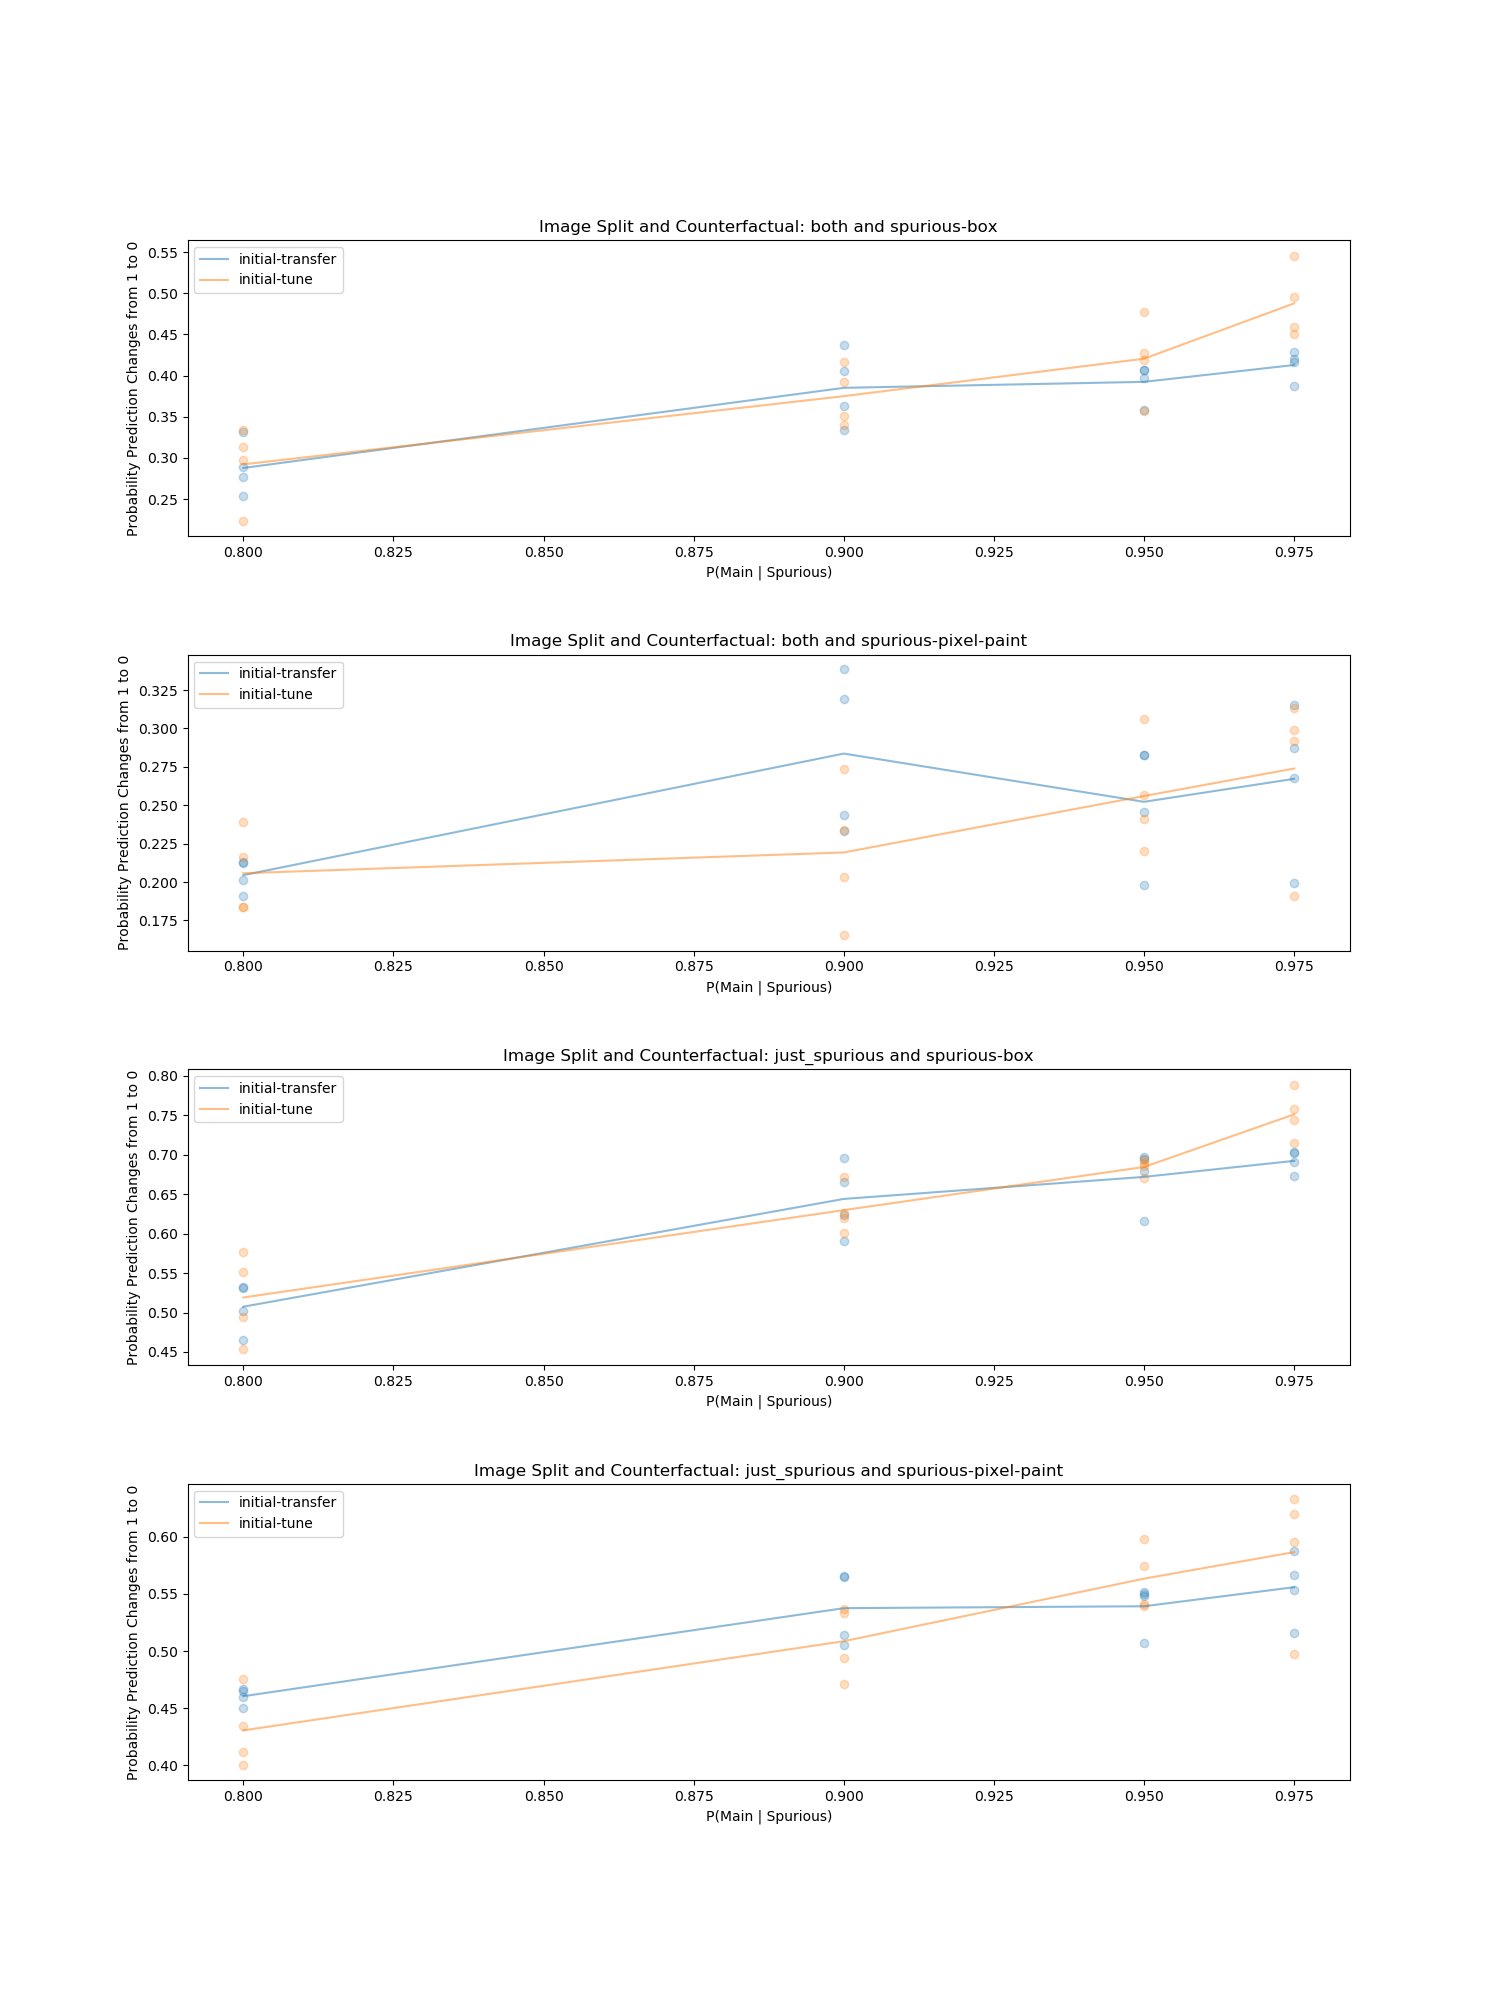 Image Split and Counterfactual: both and spurious-box
Probability Prediction Changes from 1 to 0
0.55
0.50
0.45
0.40
0.35
0.30
0.25
initial-transfer
initial-tune
0.800 0.825 0.850 0.875 0.900 0.925 0.950 0.975
P(Main | Spurious)
Image Split and Counterfactual: both and spurious-pixel-paint
Probability Prediction Changes from 1 to 0
0.325
0.300
0.275
0.250
0.225
0.200
0.175
initial-transfer
initial-tune
0.800 0.825 0.850 0.875 0.900 0.925 0.950 0.975
P(Main | Spurious)
Image Split and Counterfactual: just_spurious and spurious-box
Probability Prediction Changes from 1 to 0
0.80
0.75
0.70
0.65
0.60
0.55
0.50
0.45
initial-transfer
initial-tune
0.800 0.825 0.850 0.875 0.900 0.925 0.950 0.975
P(Main | Spurious)
Image Split and Counterfactual: just_spurious and spurious-pixel-paint
Probability Prediction Changes from 1 to 0
0.60
0.55
0.50
0.45
0.40
initial-transfer
initial-tune
0.800 0.825 0.850 0.875 0.900 0.925 0.950 0.975
P(Main | Spurious)